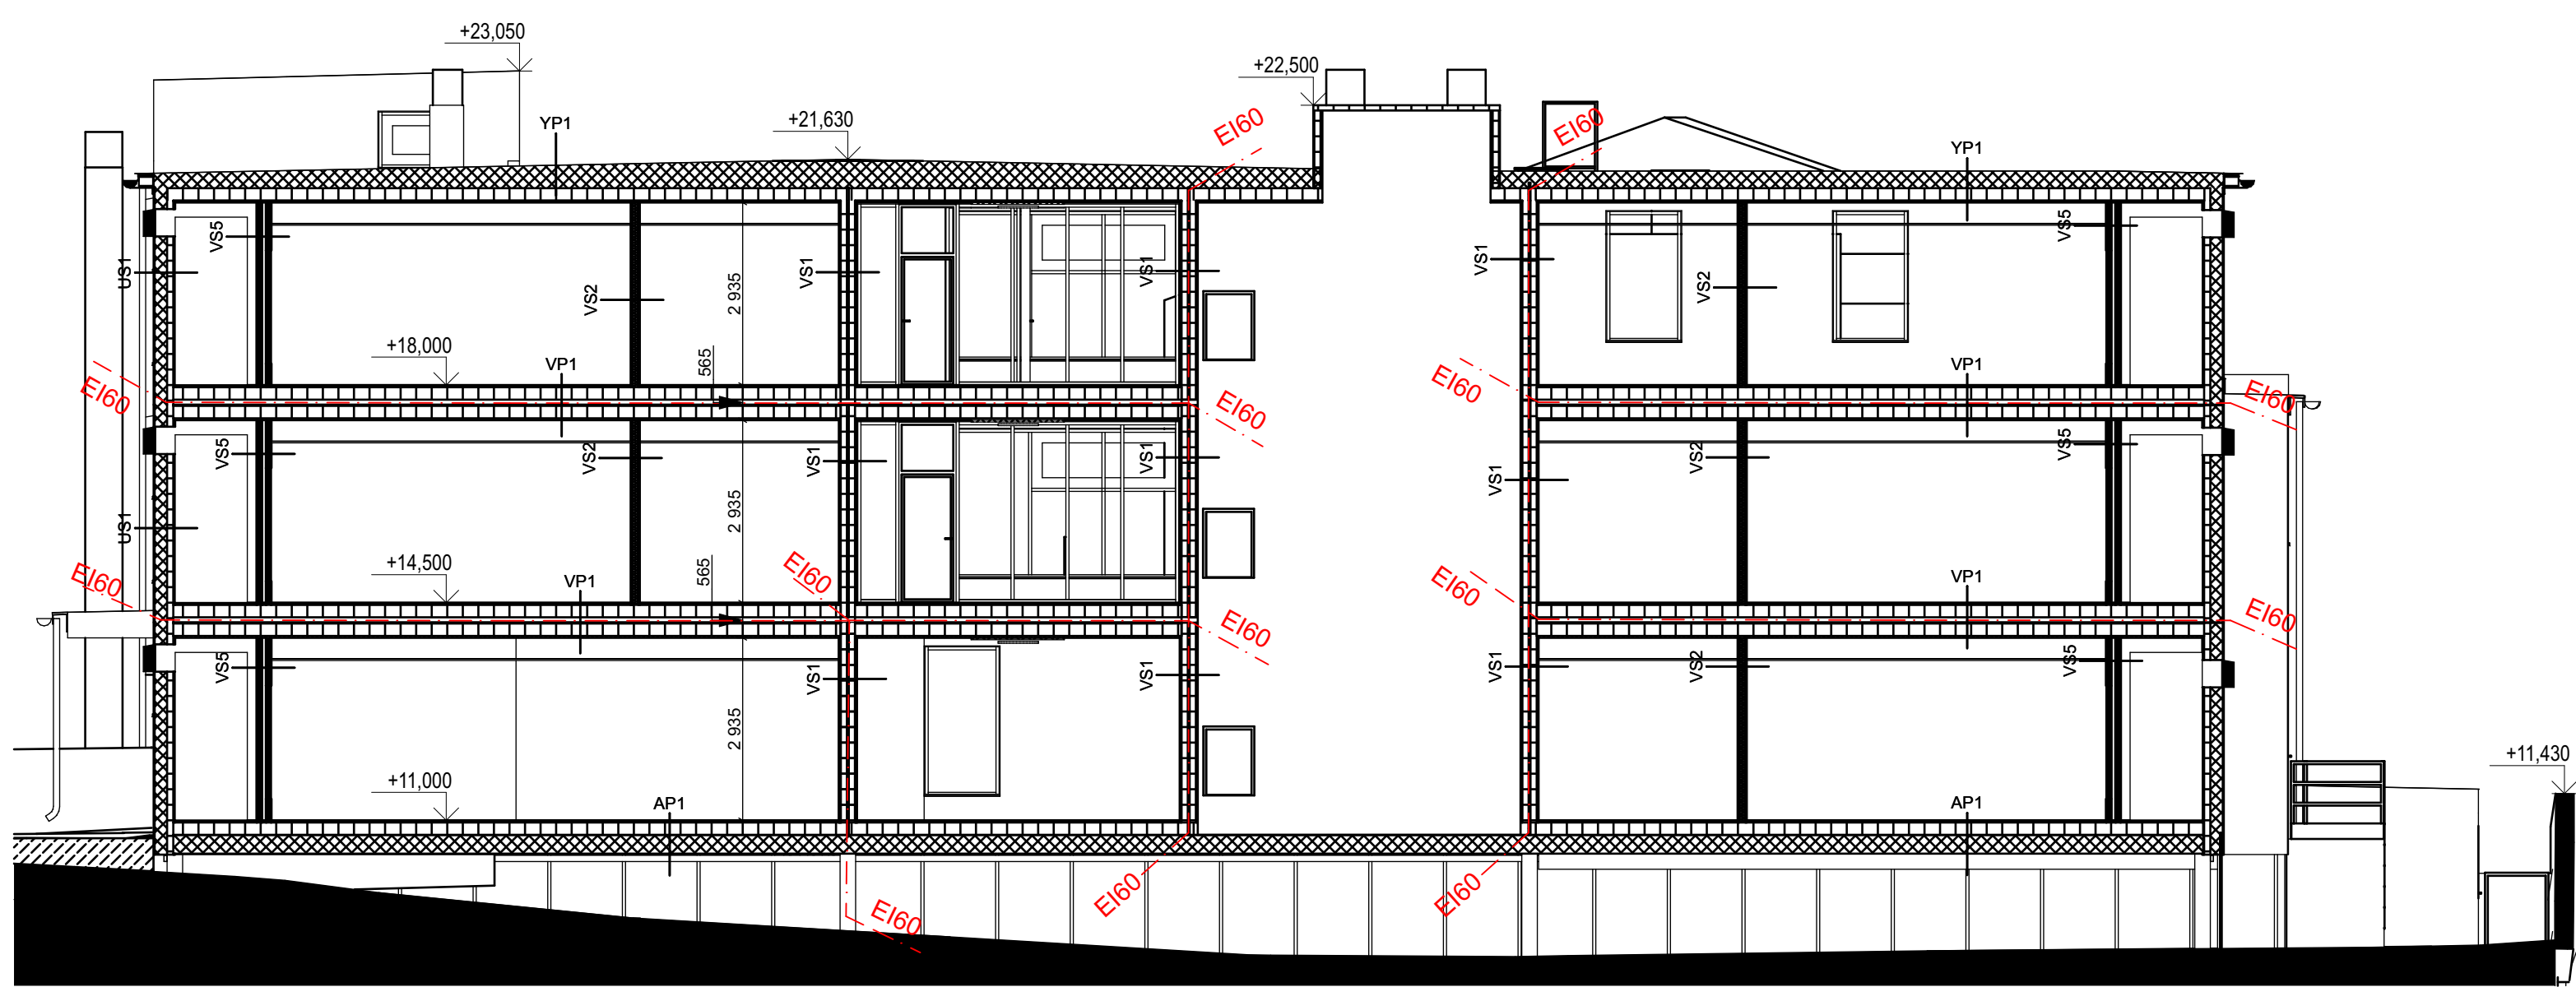 +23,050
+22,500
+21,630
YP1
EI60
EI60
YP1
VS5
VS5
US1
VS1
VS1
VS1
VS2
VS2
2 935
+18,000
565
VP1
VP1
EI60
EI60
EI60
EI60
VS5
VS2
VS1
VS1
VS1
VS2
VS5
US1
2 935
+14,500
565
VP1
VP1
EI60
EI60
EI60
EI60
EI60
VS5
VS1
VS1
VS1
VS2
VS5
2 935
+11,000
AP1
AP1
+11,430
EI60
EI60
EI60